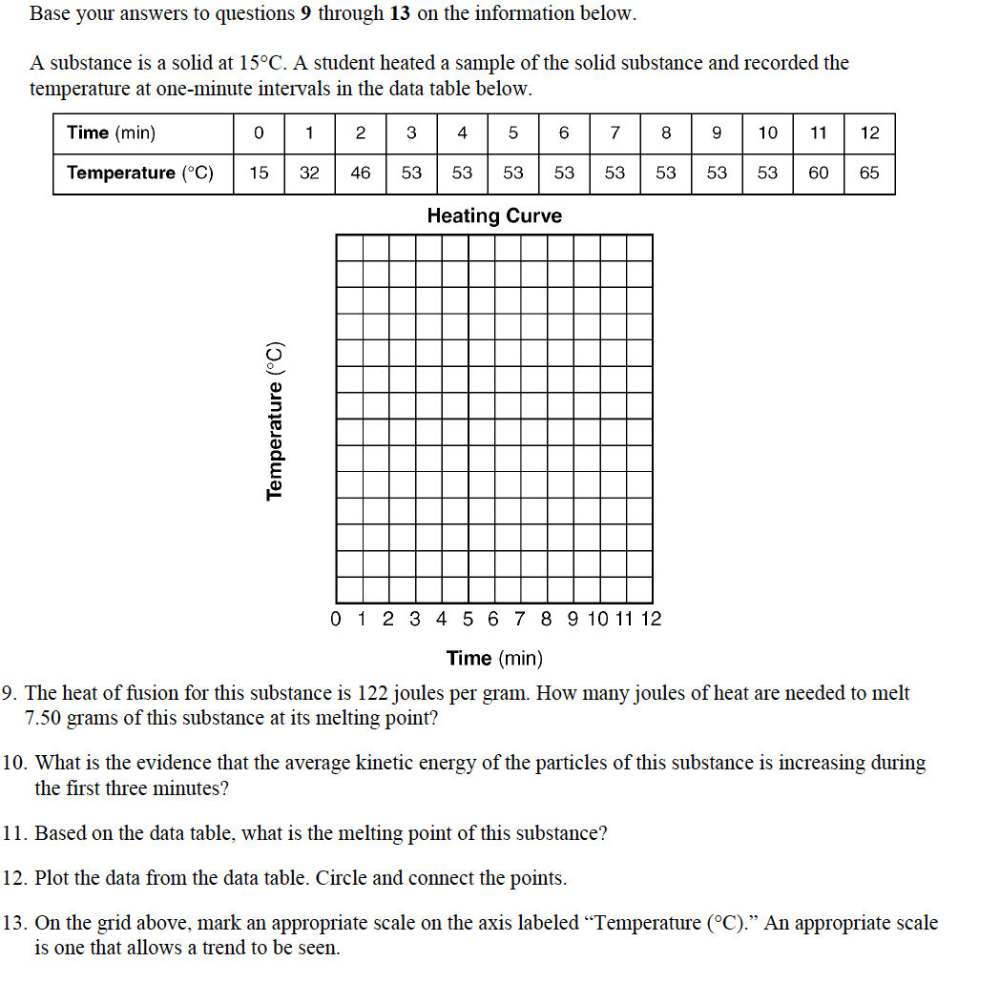 Base your answers to questions 9 through 13 on the information below.
A substance is a solid at 15°C. A student heated a sample of the solid substance and recorded the
temperature at one-minute intervals in the data table below.
Time (min) 0 1 2 3 4 5 6 7 8 9 10 11 12
Temperature (°C) 15 32 46 53 53 53 53 53 53 53 53 60 65
Heating Curve
Temperature (°C)
0 1 2 3 4 5 6 7 8 9 10 11 12
Time (min)
9. The heat of fusion for this substance is 122 joules per gram. How many joules of heat are needed to melt
7.50 grams of this substance at its melting point?
10. What is the evidence that the average kinetic energy of the particles of this substance is increasing during
the first three minutes?
11. Based on the data table, what is the melting point of this substance?
12. Plot the data from the data table. Circle and connect the points.
13. On the grid above, mark an appropriate scale on the axis labeled “Temperature (°C).” An appropriate scale
is one that allows a trend to be seen.